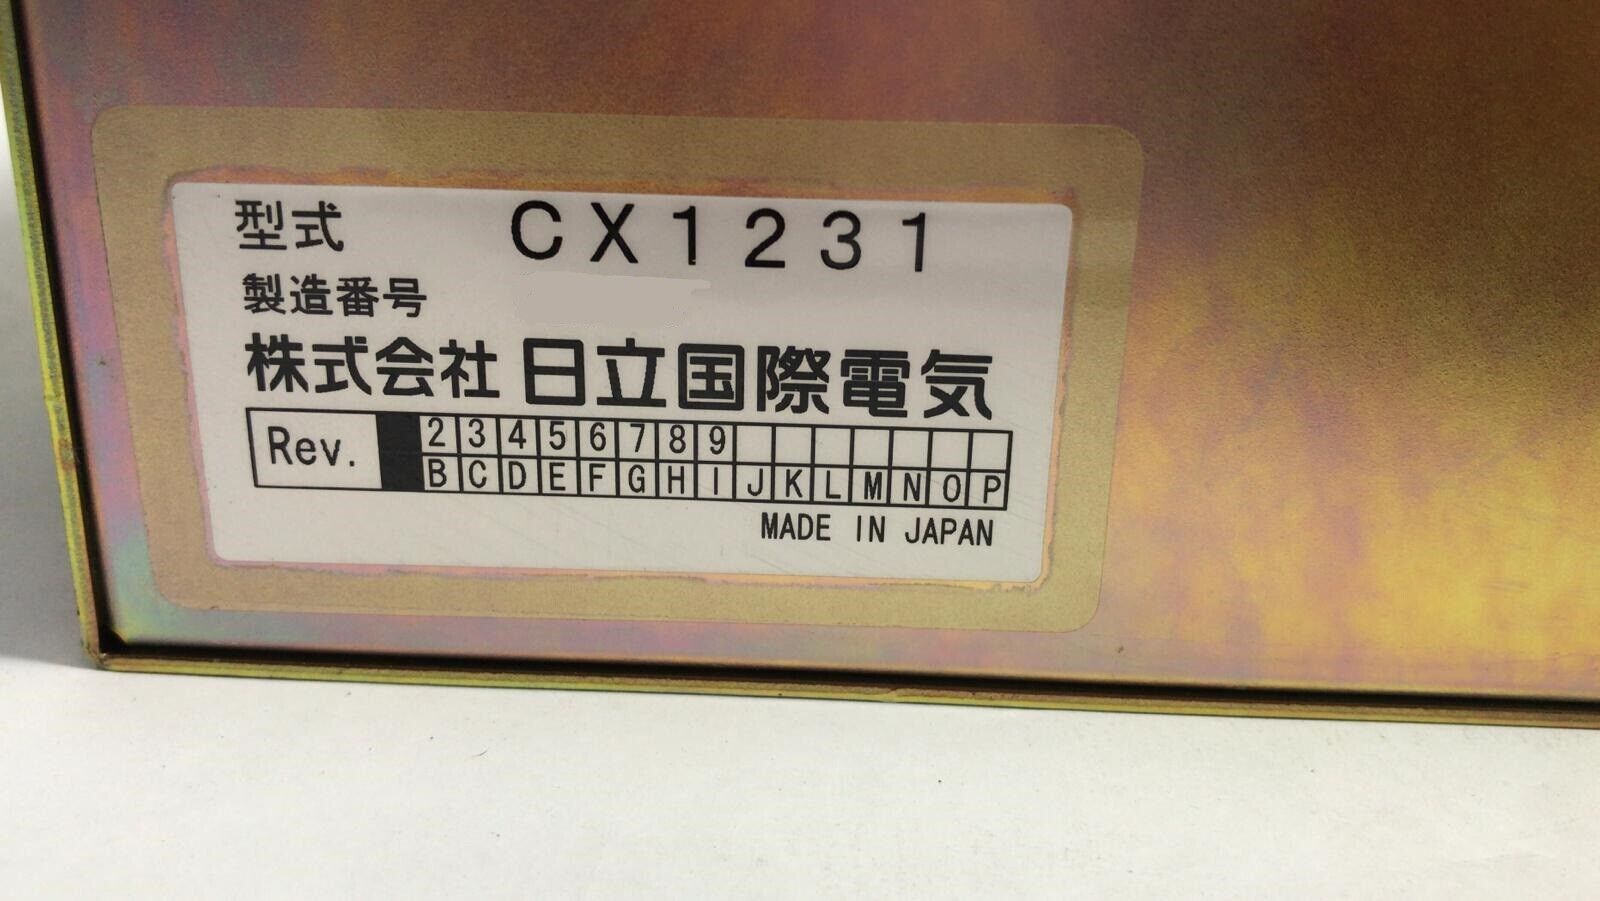 型式 CX1231
製造番号
株式会社 日立国際電気
Rev. 2 3 4 5 6 7 8 9
B C D E F G H I J K L M N O P
MADE IN JAPAN